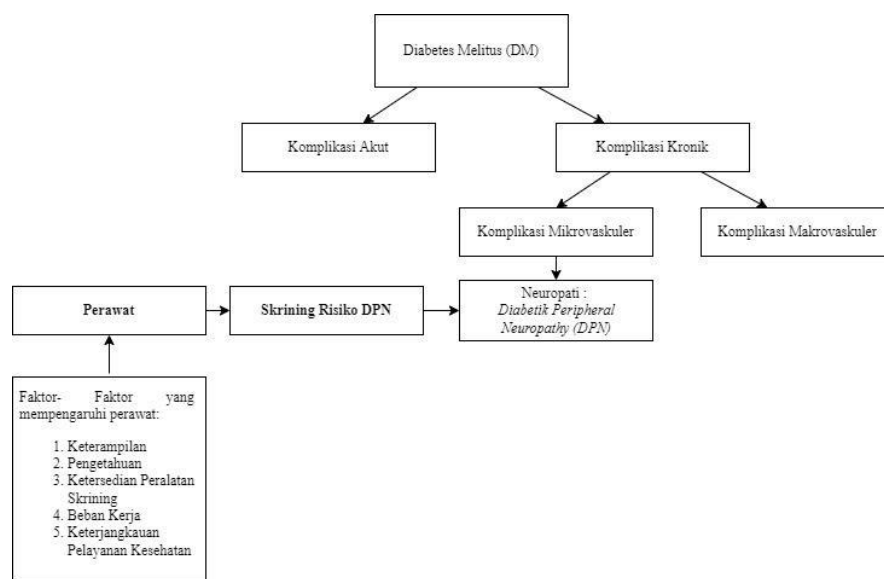 Diabetes Melitus (DM)
Komplikasi Akut
Komplikasi Kronik
Komplikasi Mikrovaskuler
Komplikasi Makrovaskuler
Perawat
Skrining Risiko DPN
Neuropati :
Diabetik Peripheral
Neuropathy (DPN)
Faktor- Faktor yang
mempengaruhi perawat:
1. Keterampilan
2. Pengetahuan
3. Ketersedian Peralatan
Skrining
4. Beban Kerja
5. Keterjangkauan
Pelayanan Kesehatan